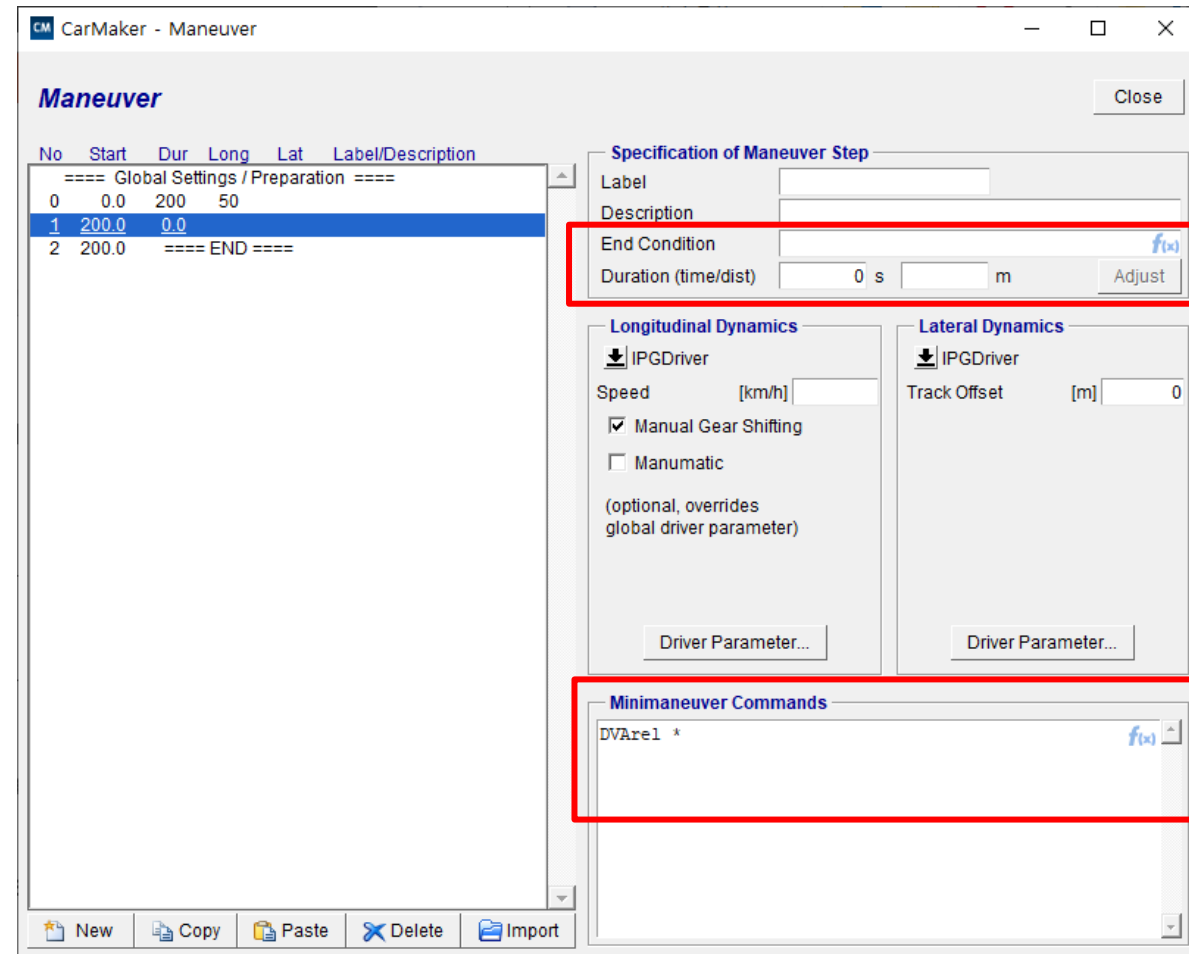 CM CarMaker - Maneuver
Maneuver
Close
No Start Dur Long Lat Label/Description
==== Global Settings / Preparation ====
0 0.0 200 50
1 200.0 0.0
2 200.0 ==== END ====
New Copy Paste Delete Import
Specification of Maneuver Step
Label
Description
End Condition f(x)
Duration (time/dist) 0 s m Adjust
Longitudinal Dynamics
IPGDriver
Speed [km/h]
Manual Gear Shifting
Manumatic
(optional, overrides
global driver parameter)
Driver Parameter...
Lateral Dynamics
IPGDriver
Track Offset [m] 0
Driver Parameter...
Minimaneuver Commands
DVArel * f(x)